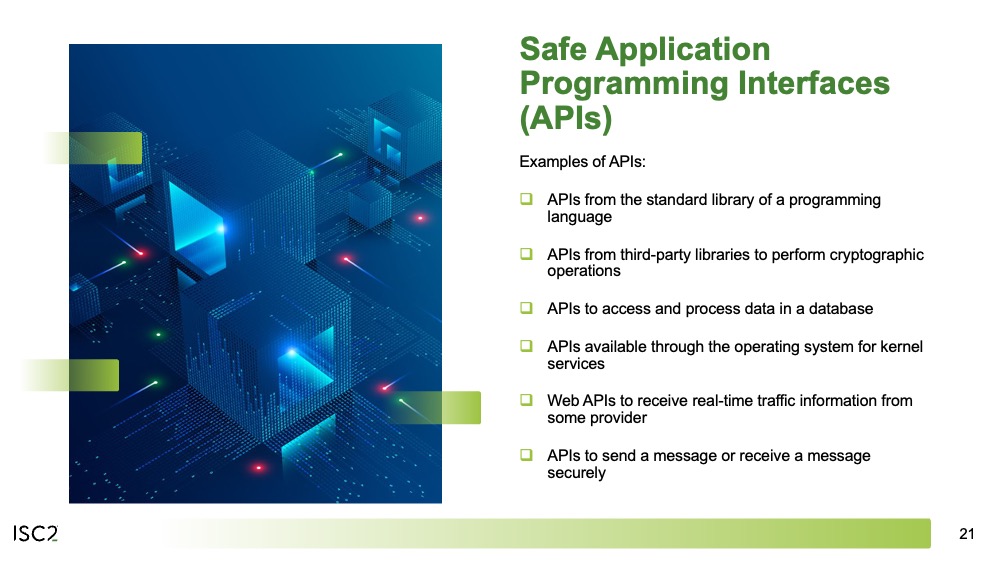 Safe Application
Programming Interfaces
(APIs)
Examples of APIs:
APIs from the standard library of a programming
language
APIs from third-party libraries to perform cryptographic
operations
APIs to access and process data in a database
APIs available through the operating system for kernel
services
Web APIs to receive real-time traffic information from
some provider
APIs to send a message or receive a message
securely
ISC2
21